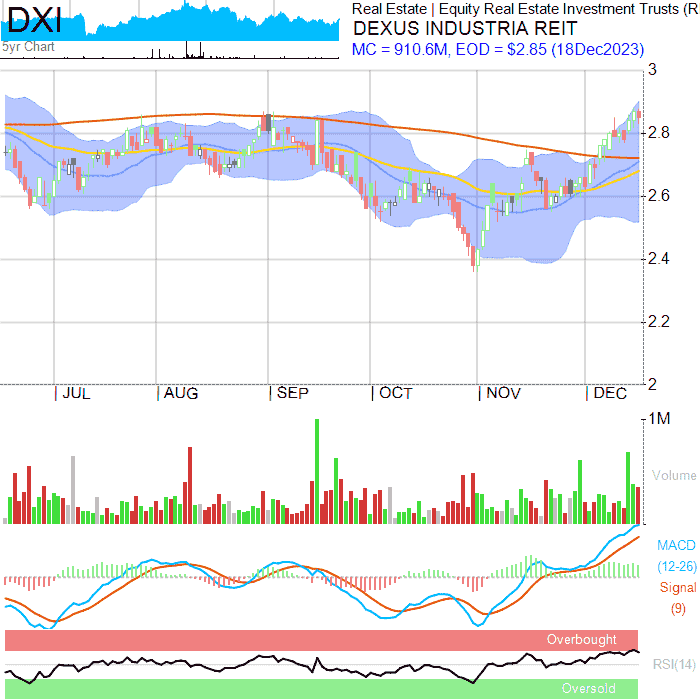 DXI
5yr Chart
Real Estate | Equity Real Estate Investment Trusts (R
DEXUS INDUSTRIA REIT
MC = 910.6M, EOD = $2.85 (18Dec2023)
3
2.8
2.6
2.4
2.2
2
JUL AUG SEP OCT NOV DEC
1M
Volume
MACD
(12-26)
Signal
(9)
Overbought
RSI(14)
Oversold